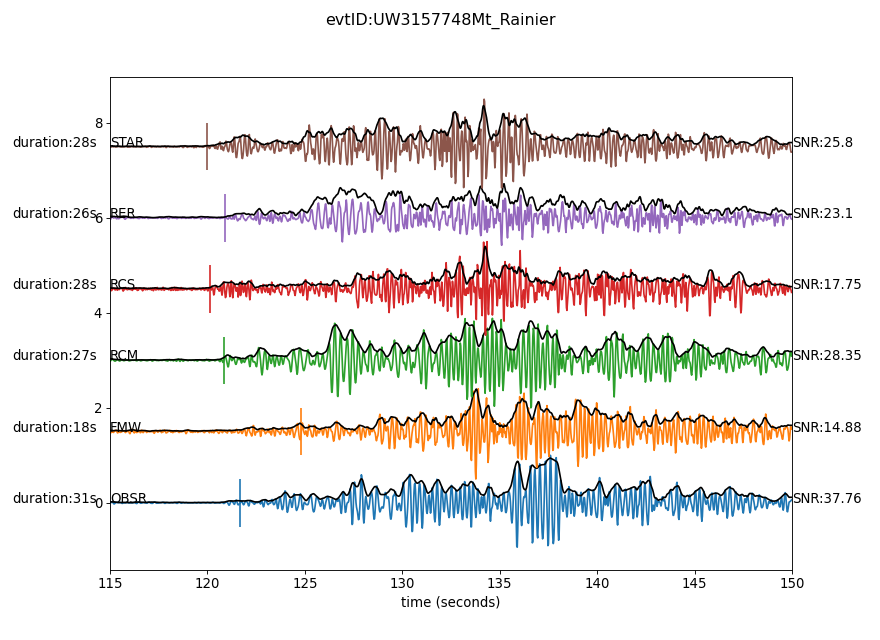 evtID:UW3157748Mt_Rainier
8
duration:28s STAR SNR:25.8
duration:26s RER SNR:23.1
6
duration:28s RCS SNR:17.75
4
duration:27s RCM SNR:28.35
2
duration:18s FMW SNR:14.88
duration:31s OBSR SNR:37.76
0
115 120 125 130 135 140 145 150
time (seconds)